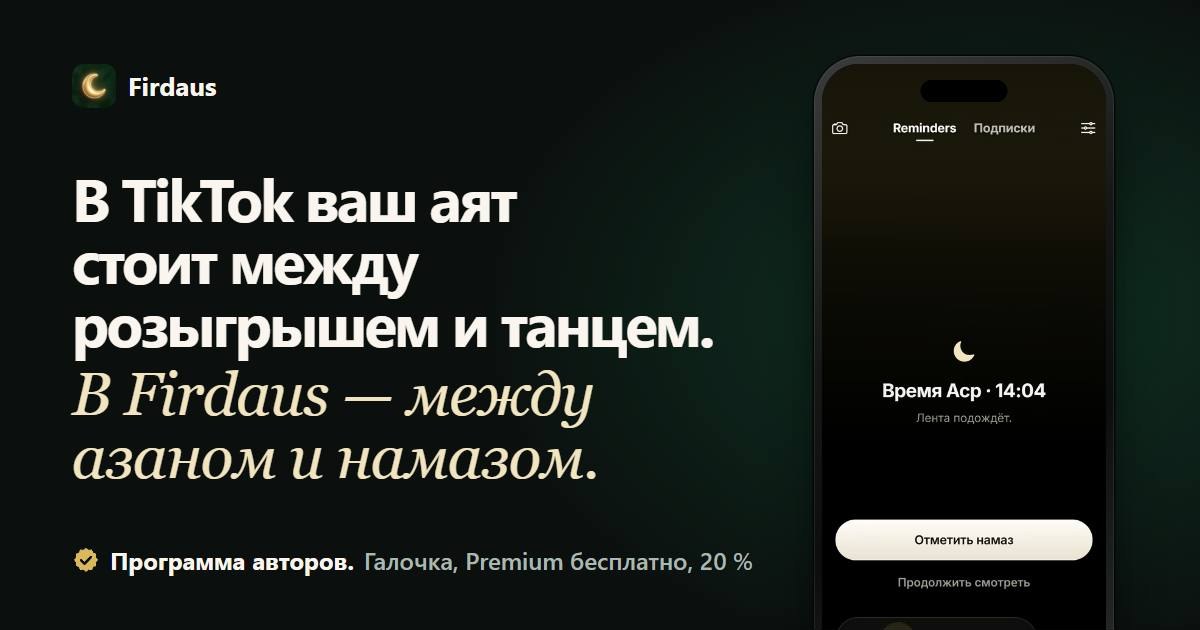 Firdaus
В TikTok ваш аят
стоит между
розыгрышем и танцем.
В Firdaus — между
азаном и намазом.
Программа авторов. Галочка, Premium бесплатно, 20 %
Reminders Подписки
Время Аср · 14:04
Лента подождёт.
Отметить намаз
Продолжить смотреть